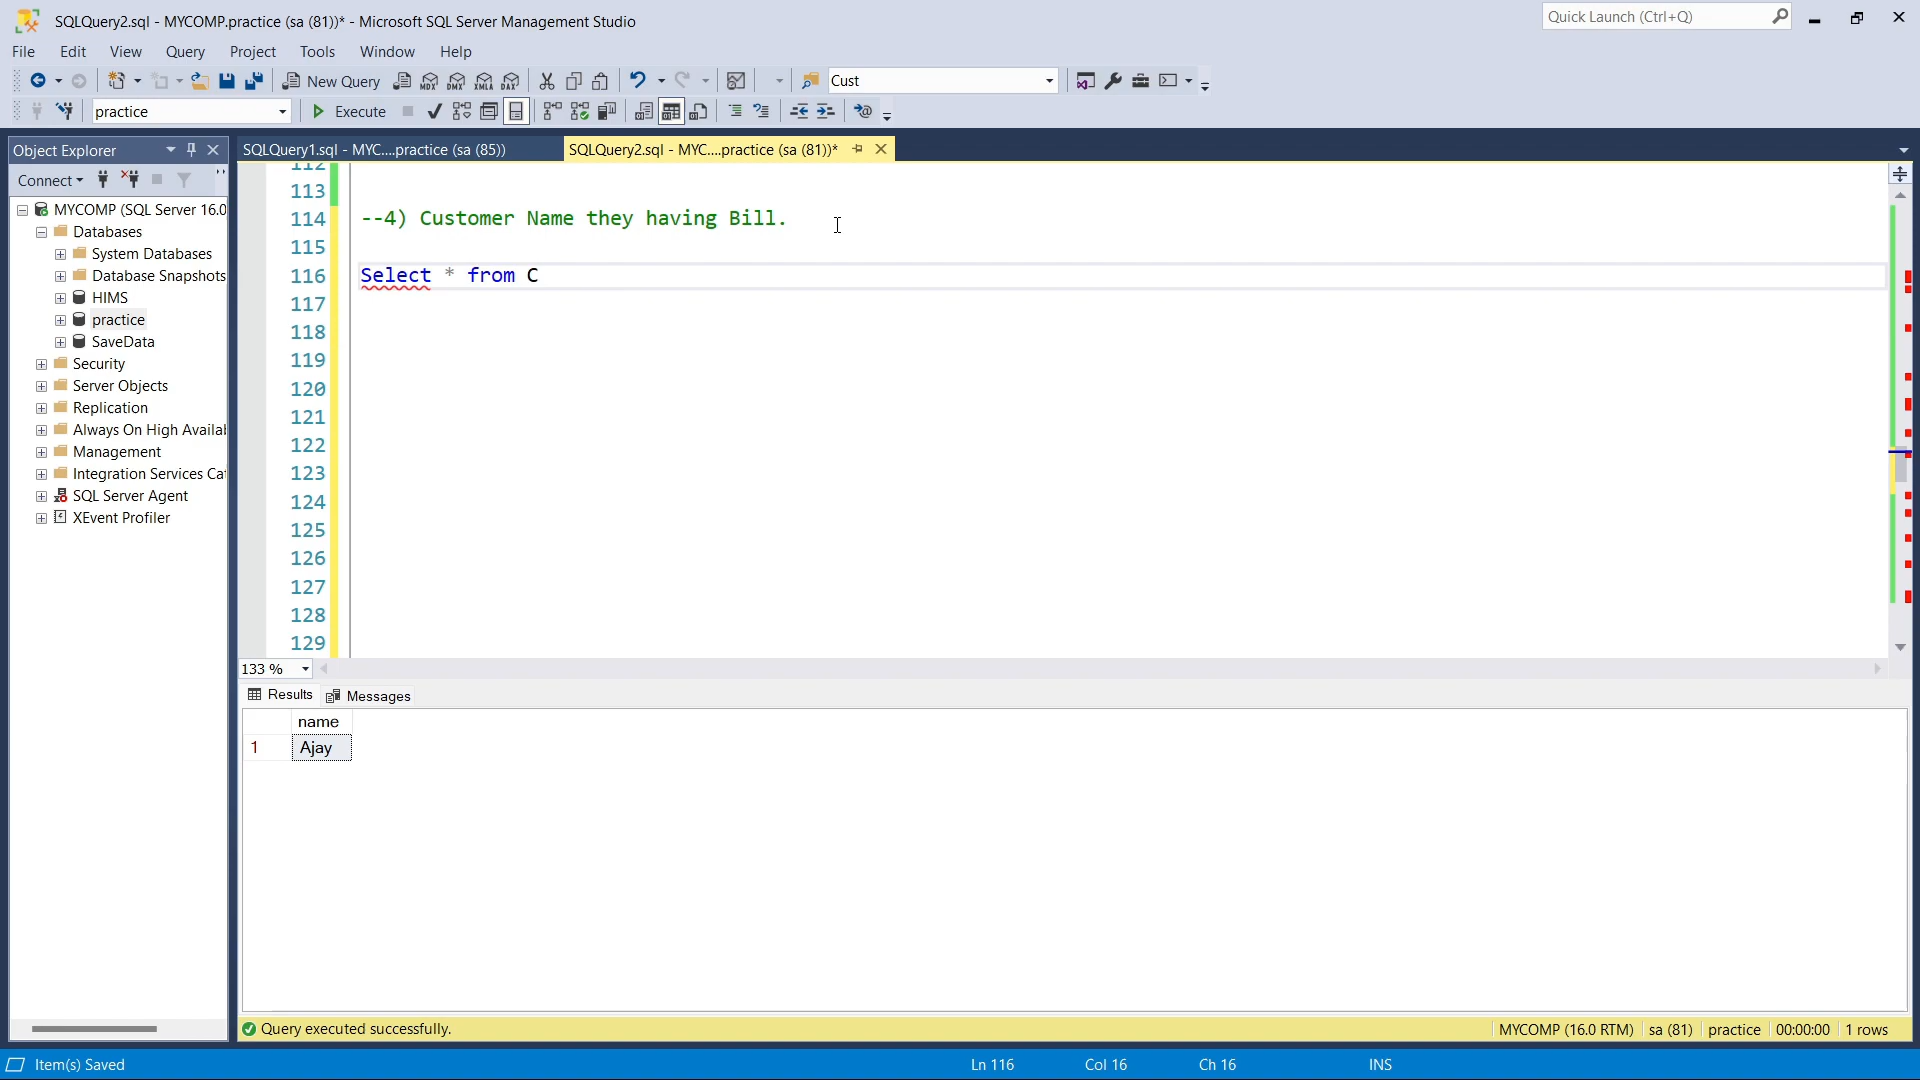 SQLQuery2.sql - MYCOMP.practice (sa (81))* - Microsoft SQL Server Management Studio
Quick Launch (Ctrl+Q)
File Edit View Query Project Tools Window Help
New Query MDX DMX XMLA DAX Cust
practice Execute
Object Explorer
SQLQuery1.sql - MYC....practice (sa (85))
SQLQuery2.sql - MYC....practice (sa (81))*
Connect
MYCOMP (SQL Server 16.0
Databases
System Databases
Database Snapshots
HIMS
practice
SaveData
Security
Server Objects
Replication
Always On High Availa
Management
Integration Services Ca
SQL Server Agent
XEvent Profiler
112
113
114 --4) Customer Name they having Bill.
115
116 Select * from C
117
118
119
120
121
122
123
124
125
126
127
128
129
133 %
Results Messages
name
1 Ajay
Query executed successfully.
MYCOMP (16.0 RTM) sa (81) practice 00:00:00 1 rows
Item(s) Saved Ln 116 Col 16 Ch 16 INS